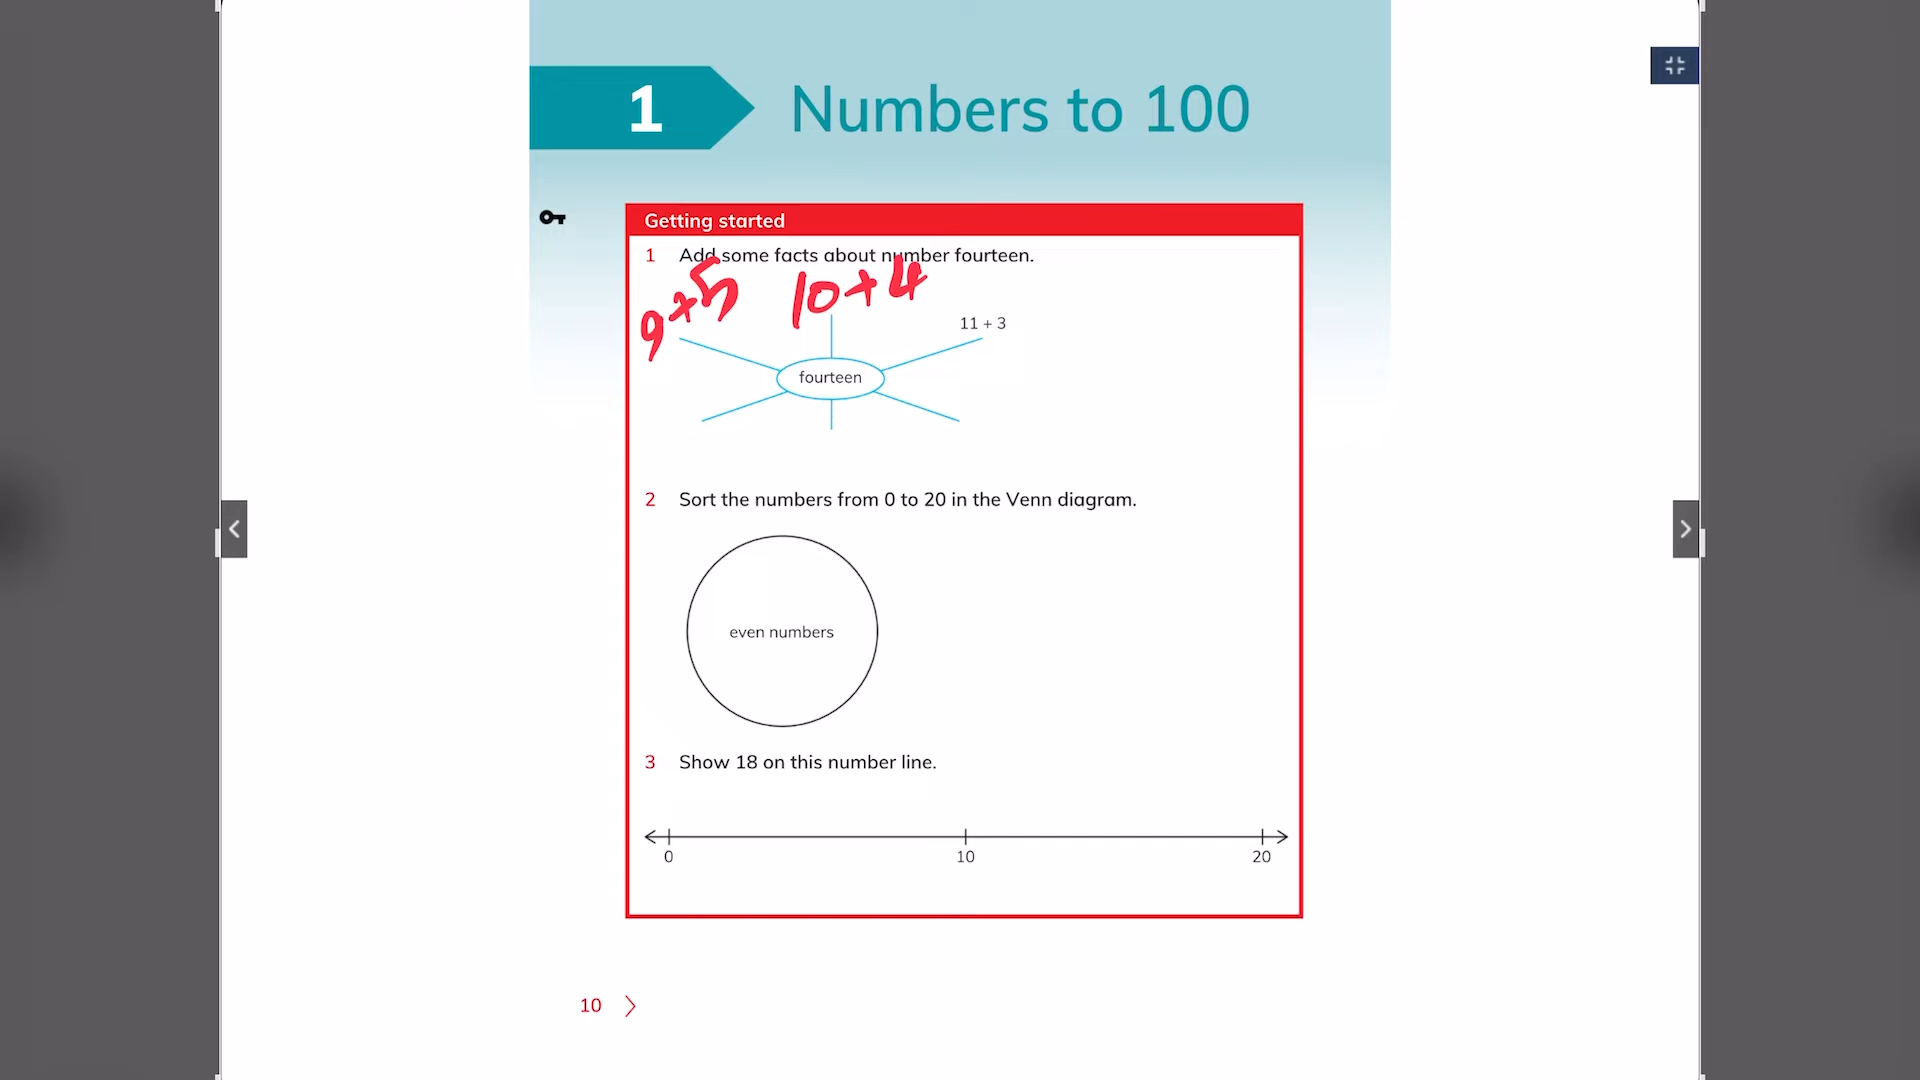 1 Numbers to 100
Getting started
1 Add some facts about number fourteen.
9+5 10+4
11 + 3
fourteen
2 Sort the numbers from 0 to 20 in the Venn diagram.
even numbers
3 Show 18 on this number line.
0 10 20
10